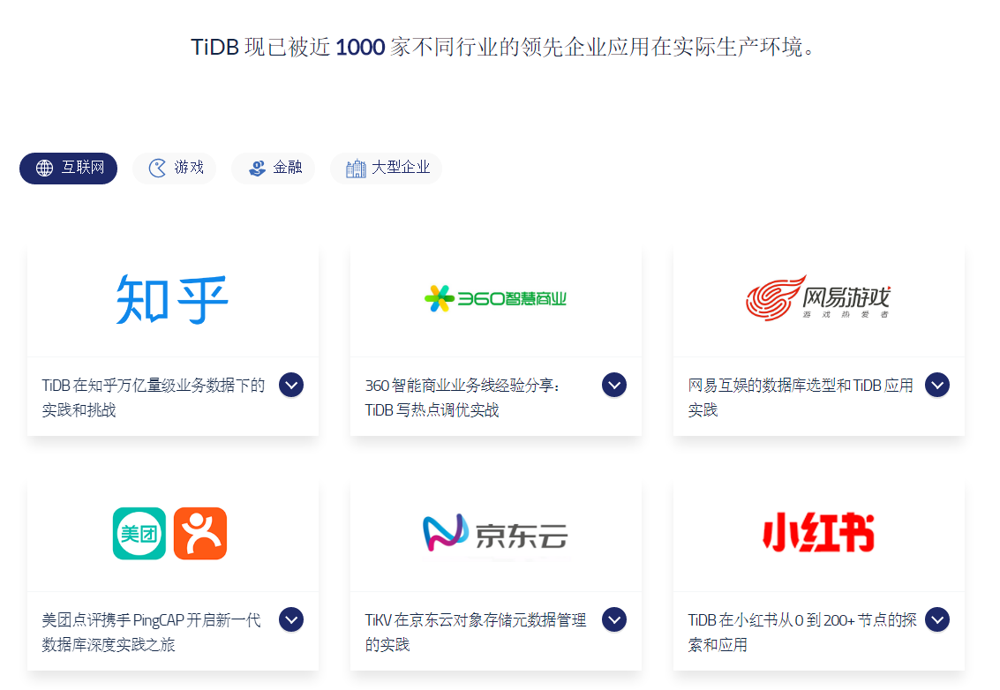 TiDB 现已被近 1000 家不同行业的领先企业应用在实际生产环境。
互联网
游戏
金融
大型企业
知乎
360智慧商业
网易游戏
游戏热爱者
TiDB 在知乎万亿量级业务数据下的
实践和挑战
360 智能商业业务线经验分享：
TiDB 写热点调优实战
网易互娱的数据库选型和 TiDB 应用
实践
美团
京东云
小红书
美团点评携手 PingCAP 开启新一代
数据库深度实践之旅
TiKV 在京东云对象存储元数据管理
的实践
TiDB 在小红书从 0 到 200+ 节点的探
索和应用